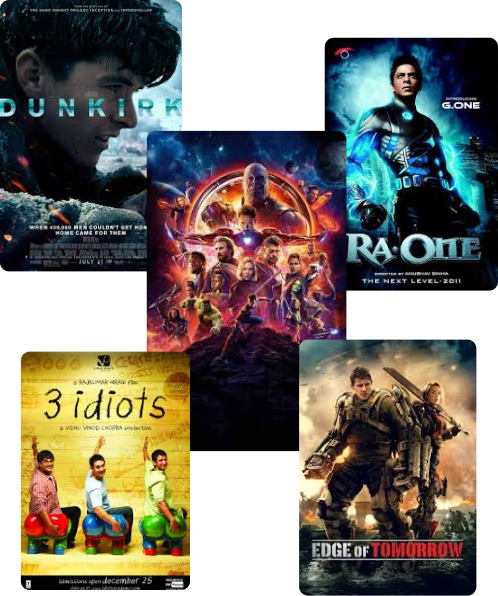 FROM THE DIRECTOR OF
THE DARK KNIGHT TRILOGY, INCEPTION AND INTERSTELLAR
DUNKIRK
WHEN 400,000 MEN COULDN'T GET HOM
HOME CAME FOR THEM
JULY 21
INTRODUCING
G.ONE
RA·ONE
DIRECTED BY ANUBHAV SINHA
THE NEXT LEVEL-2011
a RAJKUMAR HIRANI film
3 idiots
a VIDHU VINOD CHOPRA production
admissions open december 25
EDGE OF TOMORROW